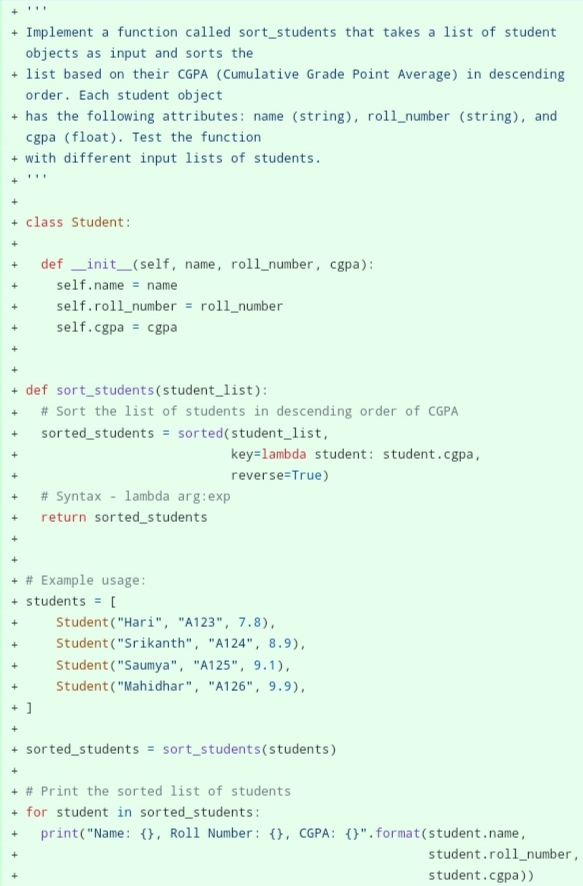 + '''
+ Implement a function called sort_students that takes a list of student
objects as input and sorts the
+ list based on their CGPA (Cumulative Grade Point Average) in descending
order. Each student object
+ has the following attributes: name (string), roll_number (string), and
cgpa (float). Test the function
+ with different input lists of students.
+ '''
+
+ class Student:
+
+   def __init__(self, name, roll_number, cgpa):
+     self.name = name
+     self.roll_number = roll_number
+     self.cgpa = cgpa
+
+
+ def sort_students(student_list):
+   # Sort the list of students in descending order of CGPA
+   sorted_students = sorted(student_list,
+                            key=lambda student: student.cgpa,
+                            reverse=True)
+   # Syntax - lambda arg:exp
+   return sorted_students
+
+
+ # Example usage:
+ students = [
+     Student("Hari", "A123", 7.8),
+     Student("Srikanth", "A124", 8.9),
+     Student("Saumya", "A125", 9.1),
+     Student("Mahidhar", "A126", 9.9),
+ ]
+
+ sorted_students = sort_students(students)
+
+ # Print the sorted list of students
+ for student in sorted_students:
+   print("Name: {}, Roll Number: {}, CGPA: {}".format(student.name,
+                                                      student.roll_number,
+                                                      student.cgpa))